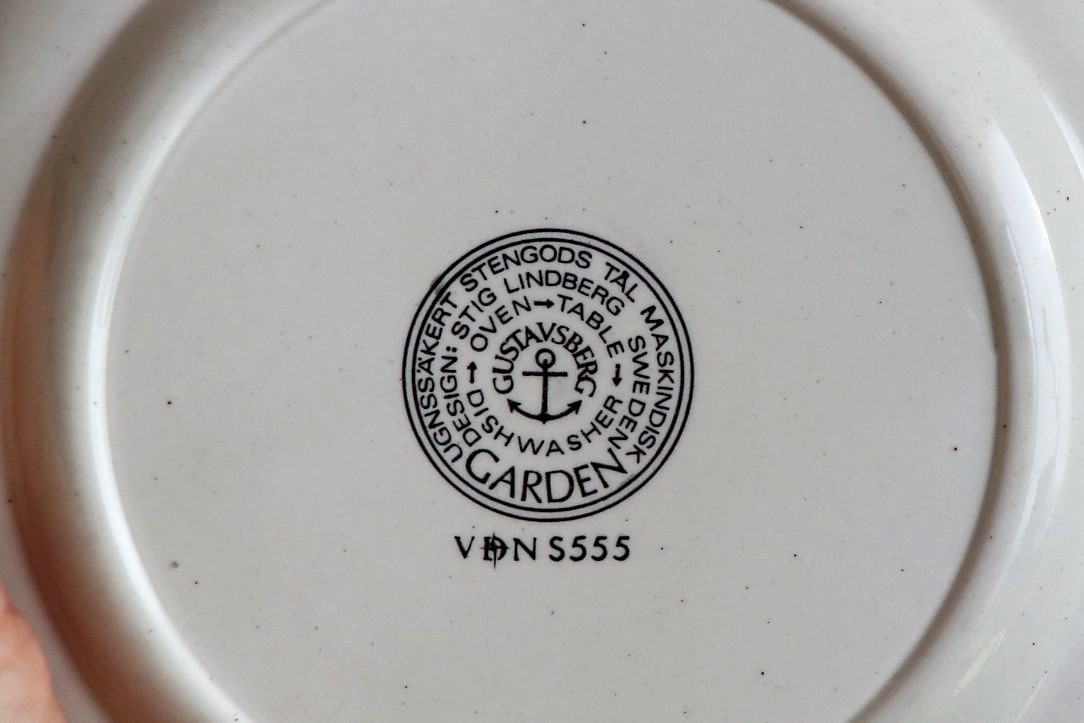 UGNSSÄKERT STENGODS TÅL MASKINDISK
DESIGN: STIG LINDBERG SWEDEN
OVEN → TABLE → DISHWASHER →
GUSTAVSBERG
GARDEN
VDN S555